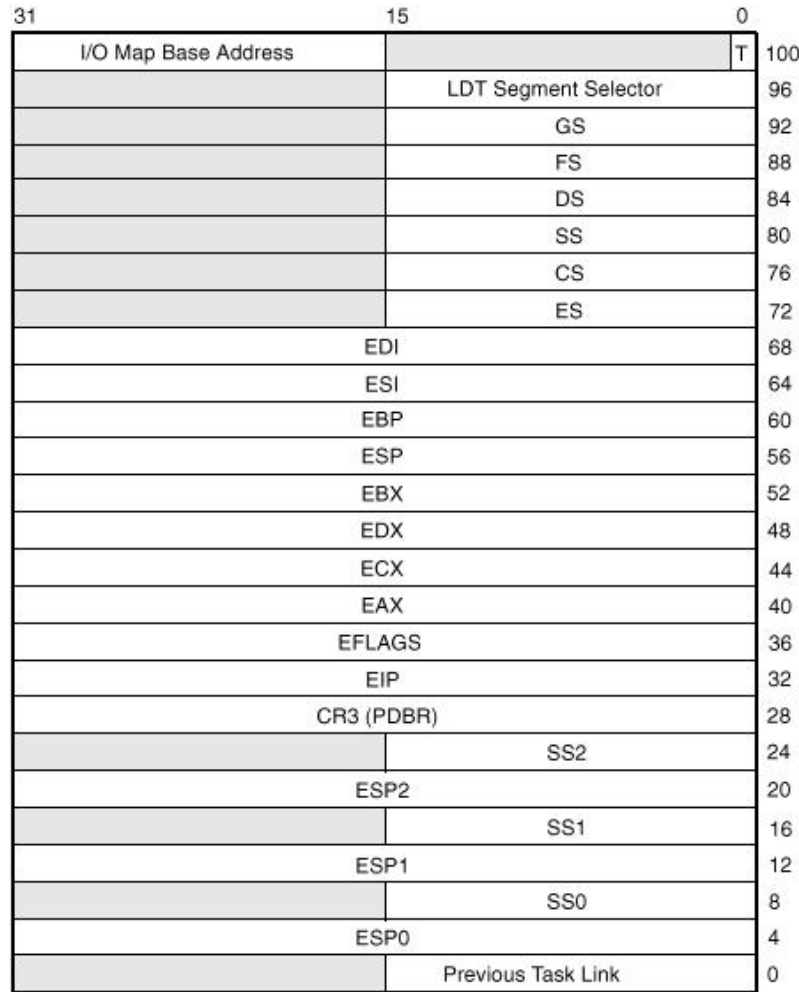 31 15 0
I/O Map Base Address T 100
LDT Segment Selector 96
GS 92
FS 88
DS 84
SS 80
CS 76
ES 72
EDI 68
ESI 64
EBP 60
ESP 56
EBX 52
EDX 48
ECX 44
EAX 40
EFLAGS 36
EIP 32
CR3 (PDBR) 28
SS2 24
ESP2 20
SS1 16
ESP1 12
SS0 8
ESP0 4
Previous Task Link 0